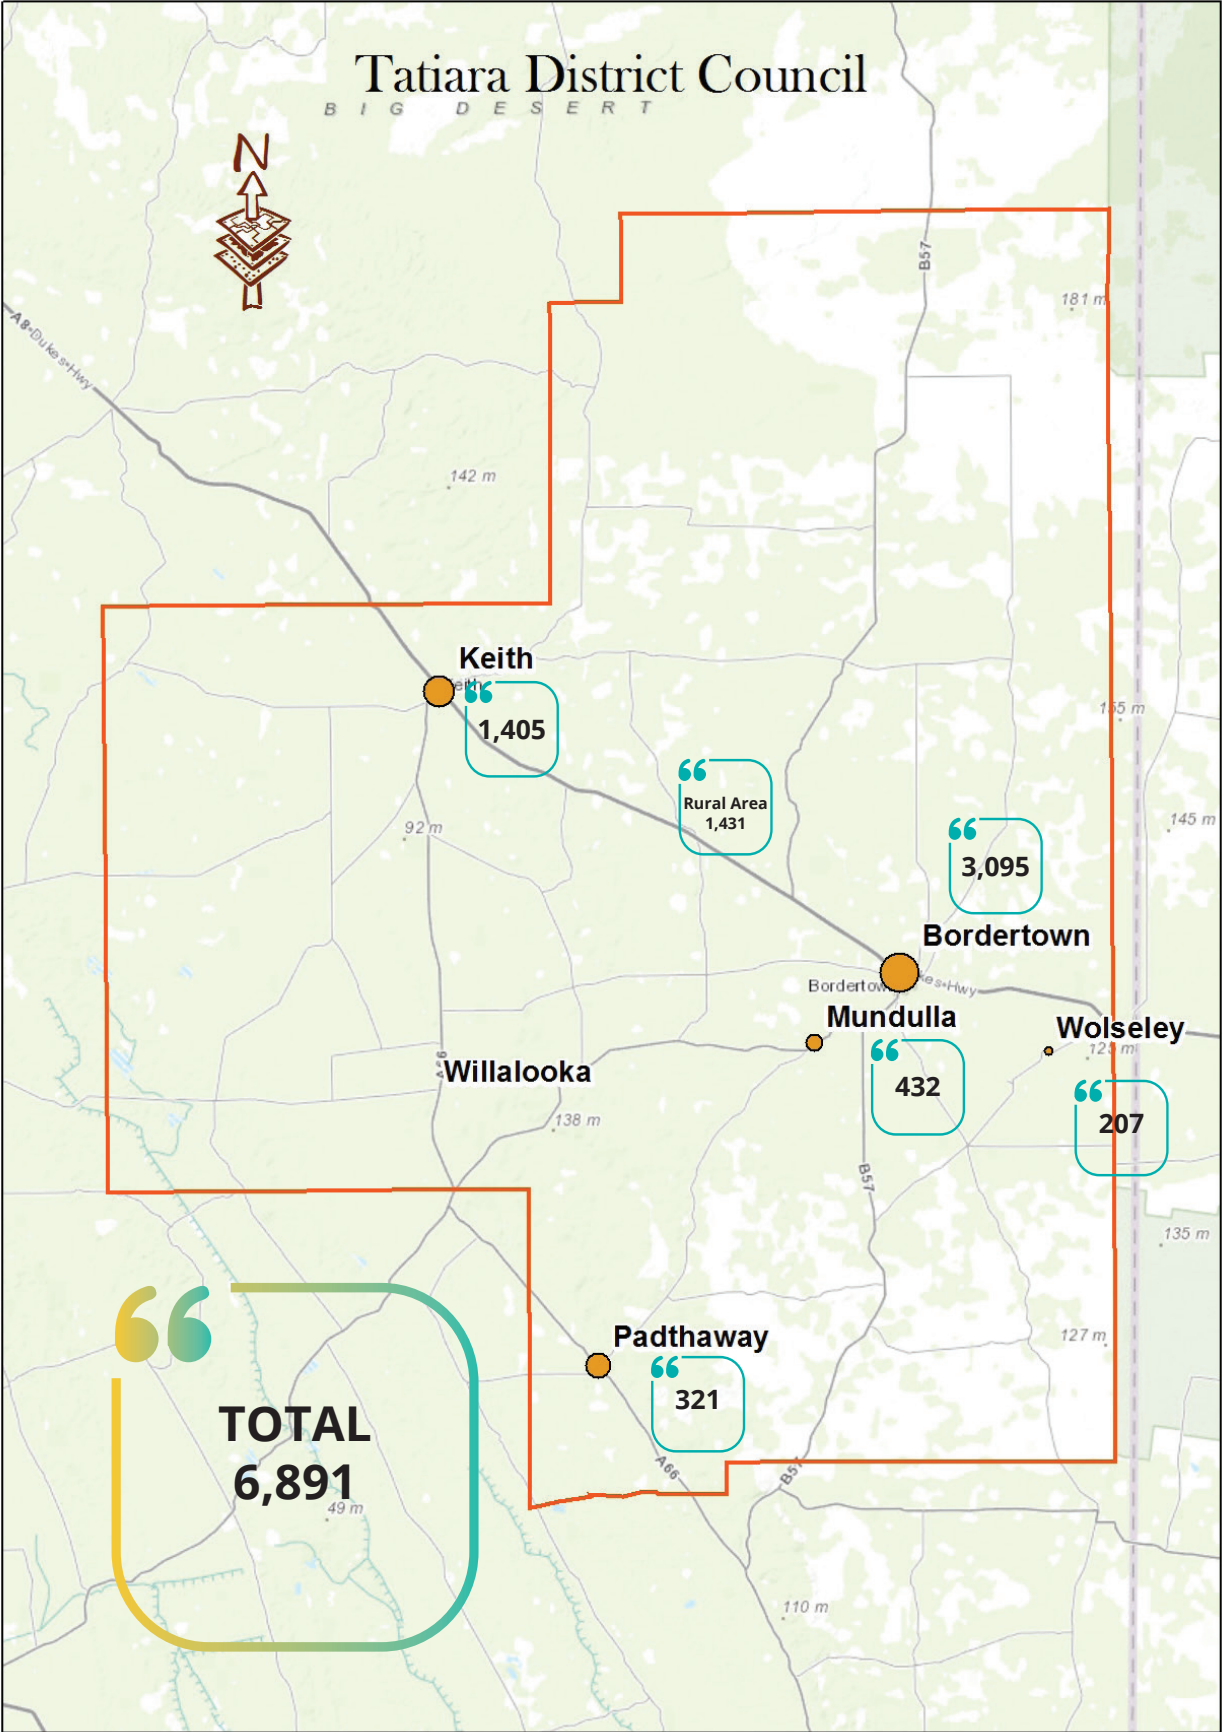 Tatiara District Council
BIG DESERT
N
B57
181 m
A8-Dukes•Hwy
142 m
Keith
1,405
155 m
Rural Area
1,431
92 m
145 m
3,095
Bordertown
Hwy
Mundulla
Wolseley
432
Willalooka
207
138 m
B57
135 m
Padthaway
127 m
321
TOTAL
6,891
A66
B57
49 m
110 m